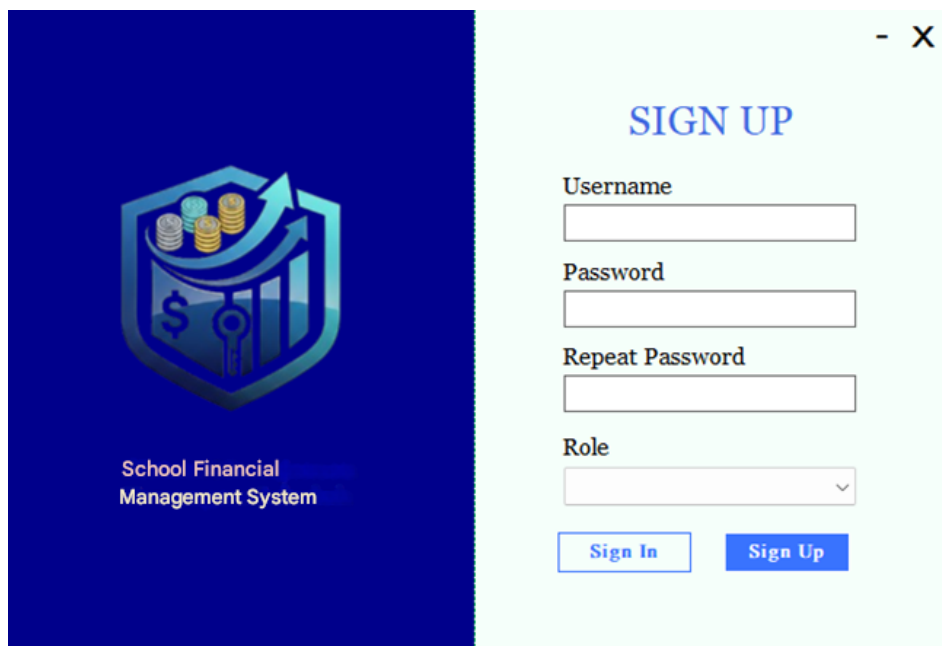 - X
SIGN UP
Username
Password
Repeat Password
Role
Sign In Sign Up
$
School Financial
Management System